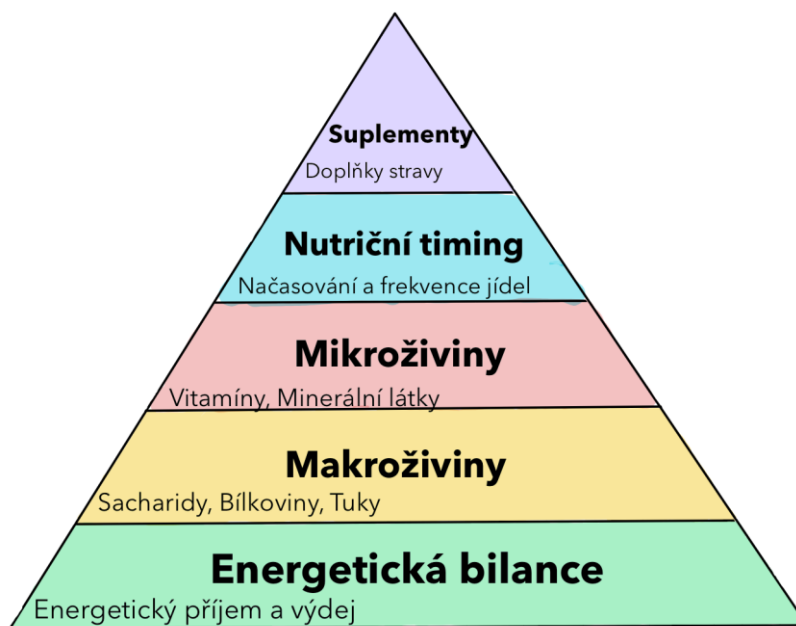 Suplementy
Doplňky stravy
Nutriční timing
Načasování a frekvence jídel
Mikroživiny
Vitamíny, Minerální látky
Makroživiny
Sacharidy, Bílkoviny, Tuky
Energetická bilance
Energetický příjem a výdej